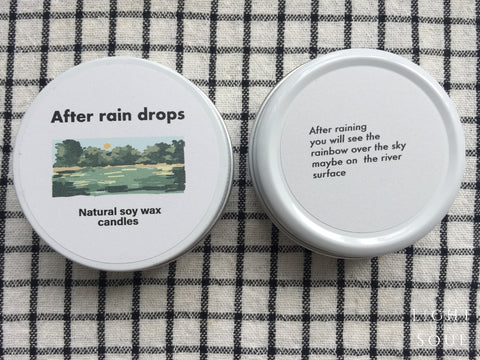 After rain drops
Natural soy wax
candles
After raining
you will see the
rainbow over the sky
maybe on the river
surface
SOUL